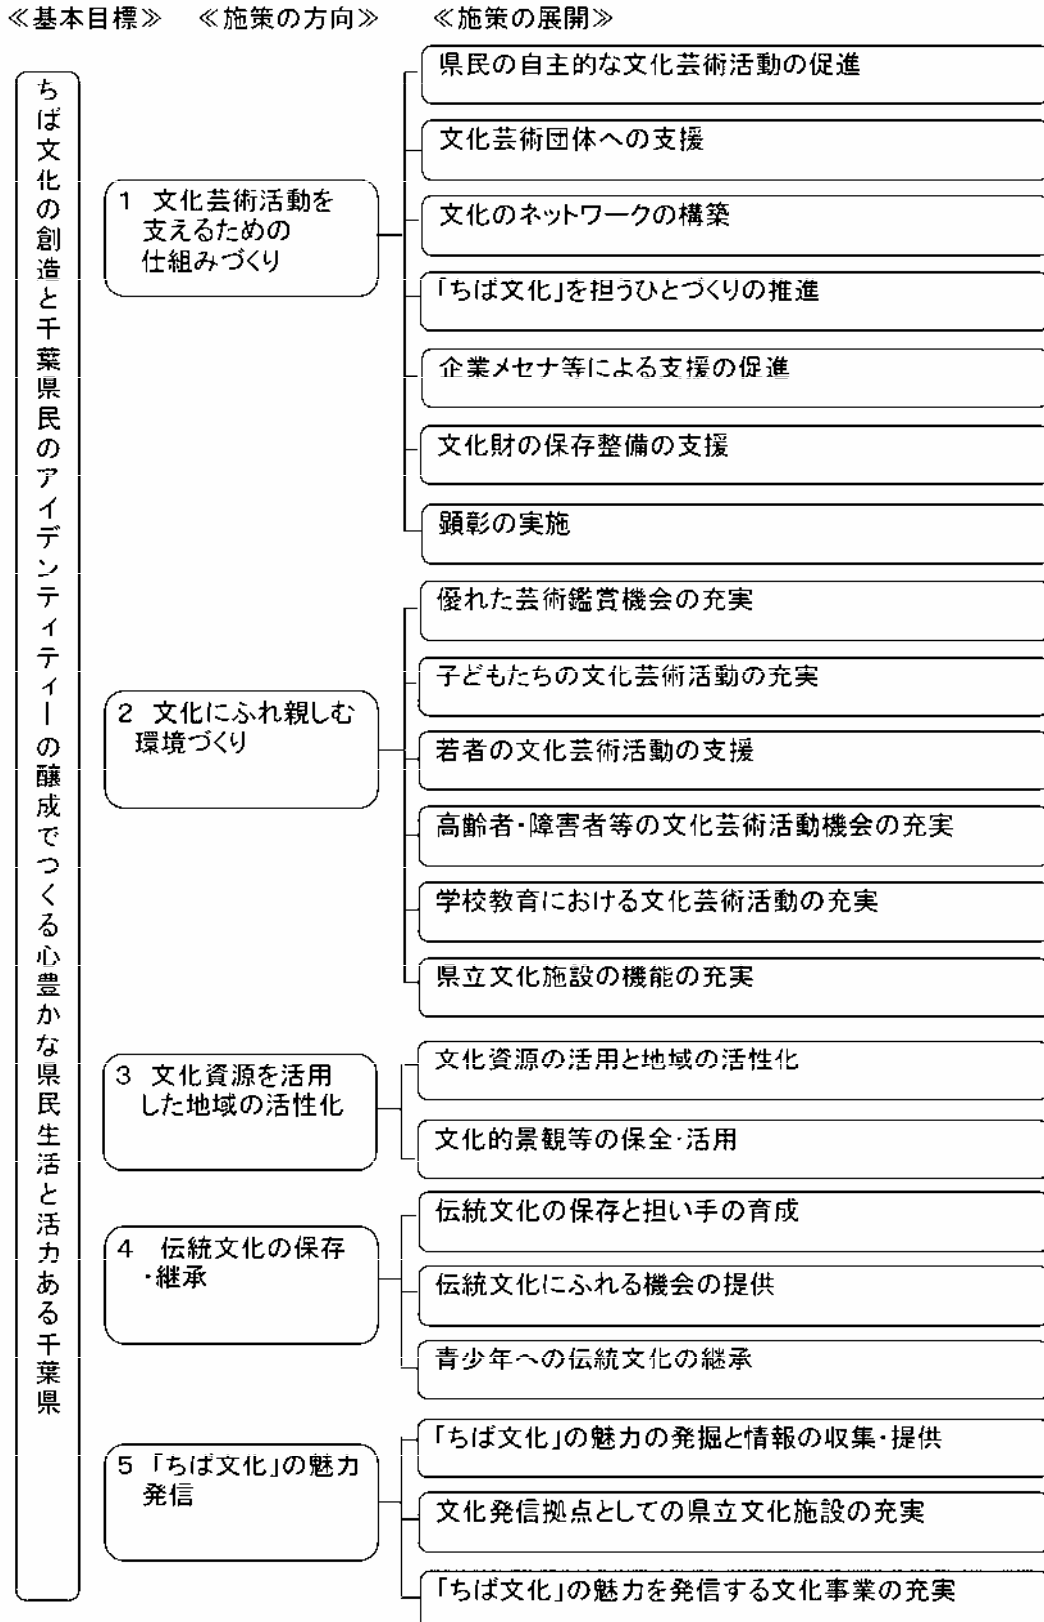 ≪基本目標≫ ≪施策の方向≫ ≪施策の展開≫
ちば文化の創造と千葉県民のアイデンティティーの醸成でつくる心豊かな県民生活と活力ある千葉県
1 文化芸術活動を
支えるための
仕組みづくり
県民の自主的な文化芸術活動の促進
文化芸術団体への支援
文化のネットワークの構築
「ちば文化」を担うひとづくりの推進
企業メセナ等による支援の促進
文化財の保存整備の支援
顕彰の実施
2 文化にふれ親しむ
環境づくり
優れた芸術鑑賞機会の充実
子どもたちの文化芸術活動の充実
若者の文化芸術活動の支援
高齢者・障害者等の文化芸術活動機会の充実
学校教育における文化芸術活動の充実
県立文化施設の機能の充実
3 文化資源を活用
した地域の活性化
文化資源の活用と地域の活性化
文化的景観等の保全・活用
4 伝統文化の保存
・継承
伝統文化の保存と担い手の育成
伝統文化にふれる機会の提供
青少年への伝統文化の継承
5 「ちば文化」の魅力
発信
「ちば文化」の魅力の発掘と情報の収集・提供
文化発信拠点としての県立文化施設の充実
「ちば文化」の魅力を発信する文化事業の充実